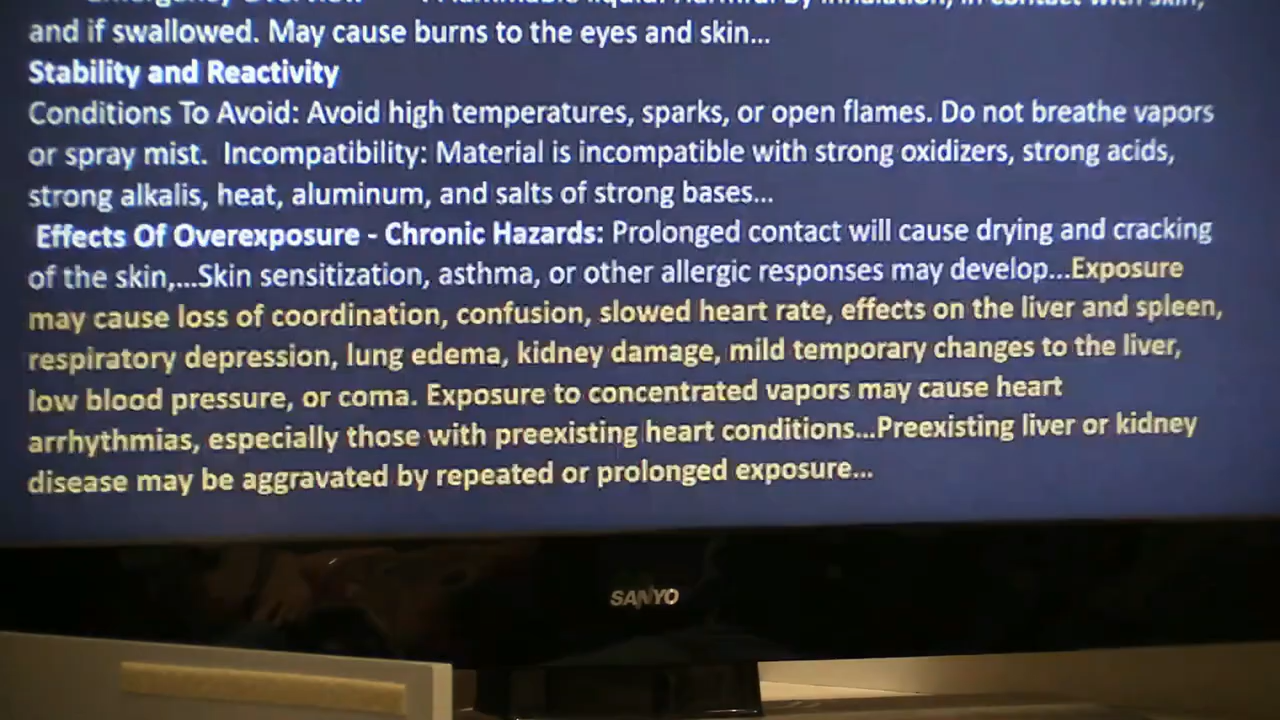 and if swallowed. May cause burns to the eyes and skin...
Stability and Reactivity
Conditions To Avoid: Avoid high temperatures, sparks, or open flames. Do not breathe vapors
or spray mist.  Incompatibility: Material is incompatible with strong oxidizers, strong acids,
strong alkalis, heat, aluminum, and salts of strong bases...
Effects Of Overexposure - Chronic Hazards: Prolonged contact will cause drying and cracking
of the skin,...Skin sensitization, asthma, or other allergic responses may develop...Exposure
may cause loss of coordination, confusion, slowed heart rate, effects on the liver and spleen,
respiratory depression, lung edema, kidney damage, mild temporary changes to the liver,
low blood pressure, or coma. Exposure to concentrated vapors may cause heart
arrhythmias, especially those with preexisting heart conditions...Preexisting liver or kidney
disease may be aggravated by repeated or prolonged exposure...
SANYO